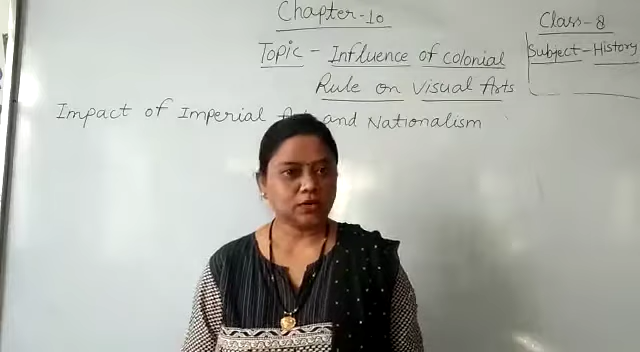 Chapter-10
Class-8
Subject-History
Topic - Influence of colonial
Rule on Visual Arts
Impact of Imperial and Nationalism